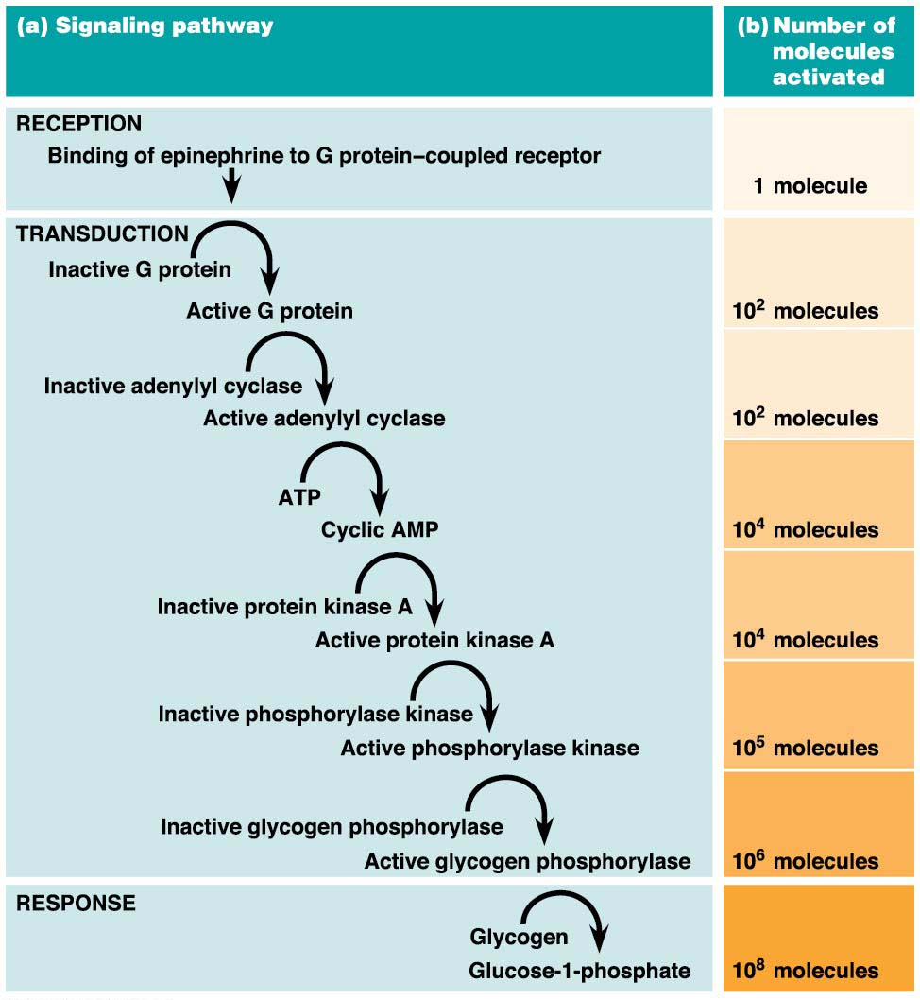 (a) Signaling pathway
(b) Number of
molecules
activated
RECEPTION
Binding of epinephrine to G protein–coupled receptor
1 molecule
TRANSDUCTION
Inactive G protein
Active G protein
10² molecules
Inactive adenylyl cyclase
Active adenylyl cyclase
10² molecules
ATP
Cyclic AMP
10⁴ molecules
Inactive protein kinase A
Active protein kinase A
10⁴ molecules
Inactive phosphorylase kinase
Active phosphorylase kinase
10⁵ molecules
Inactive glycogen phosphorylase
Active glycogen phosphorylase
10⁶ molecules
RESPONSE
Glycogen
Glucose-1-phosphate
10⁸ molecules